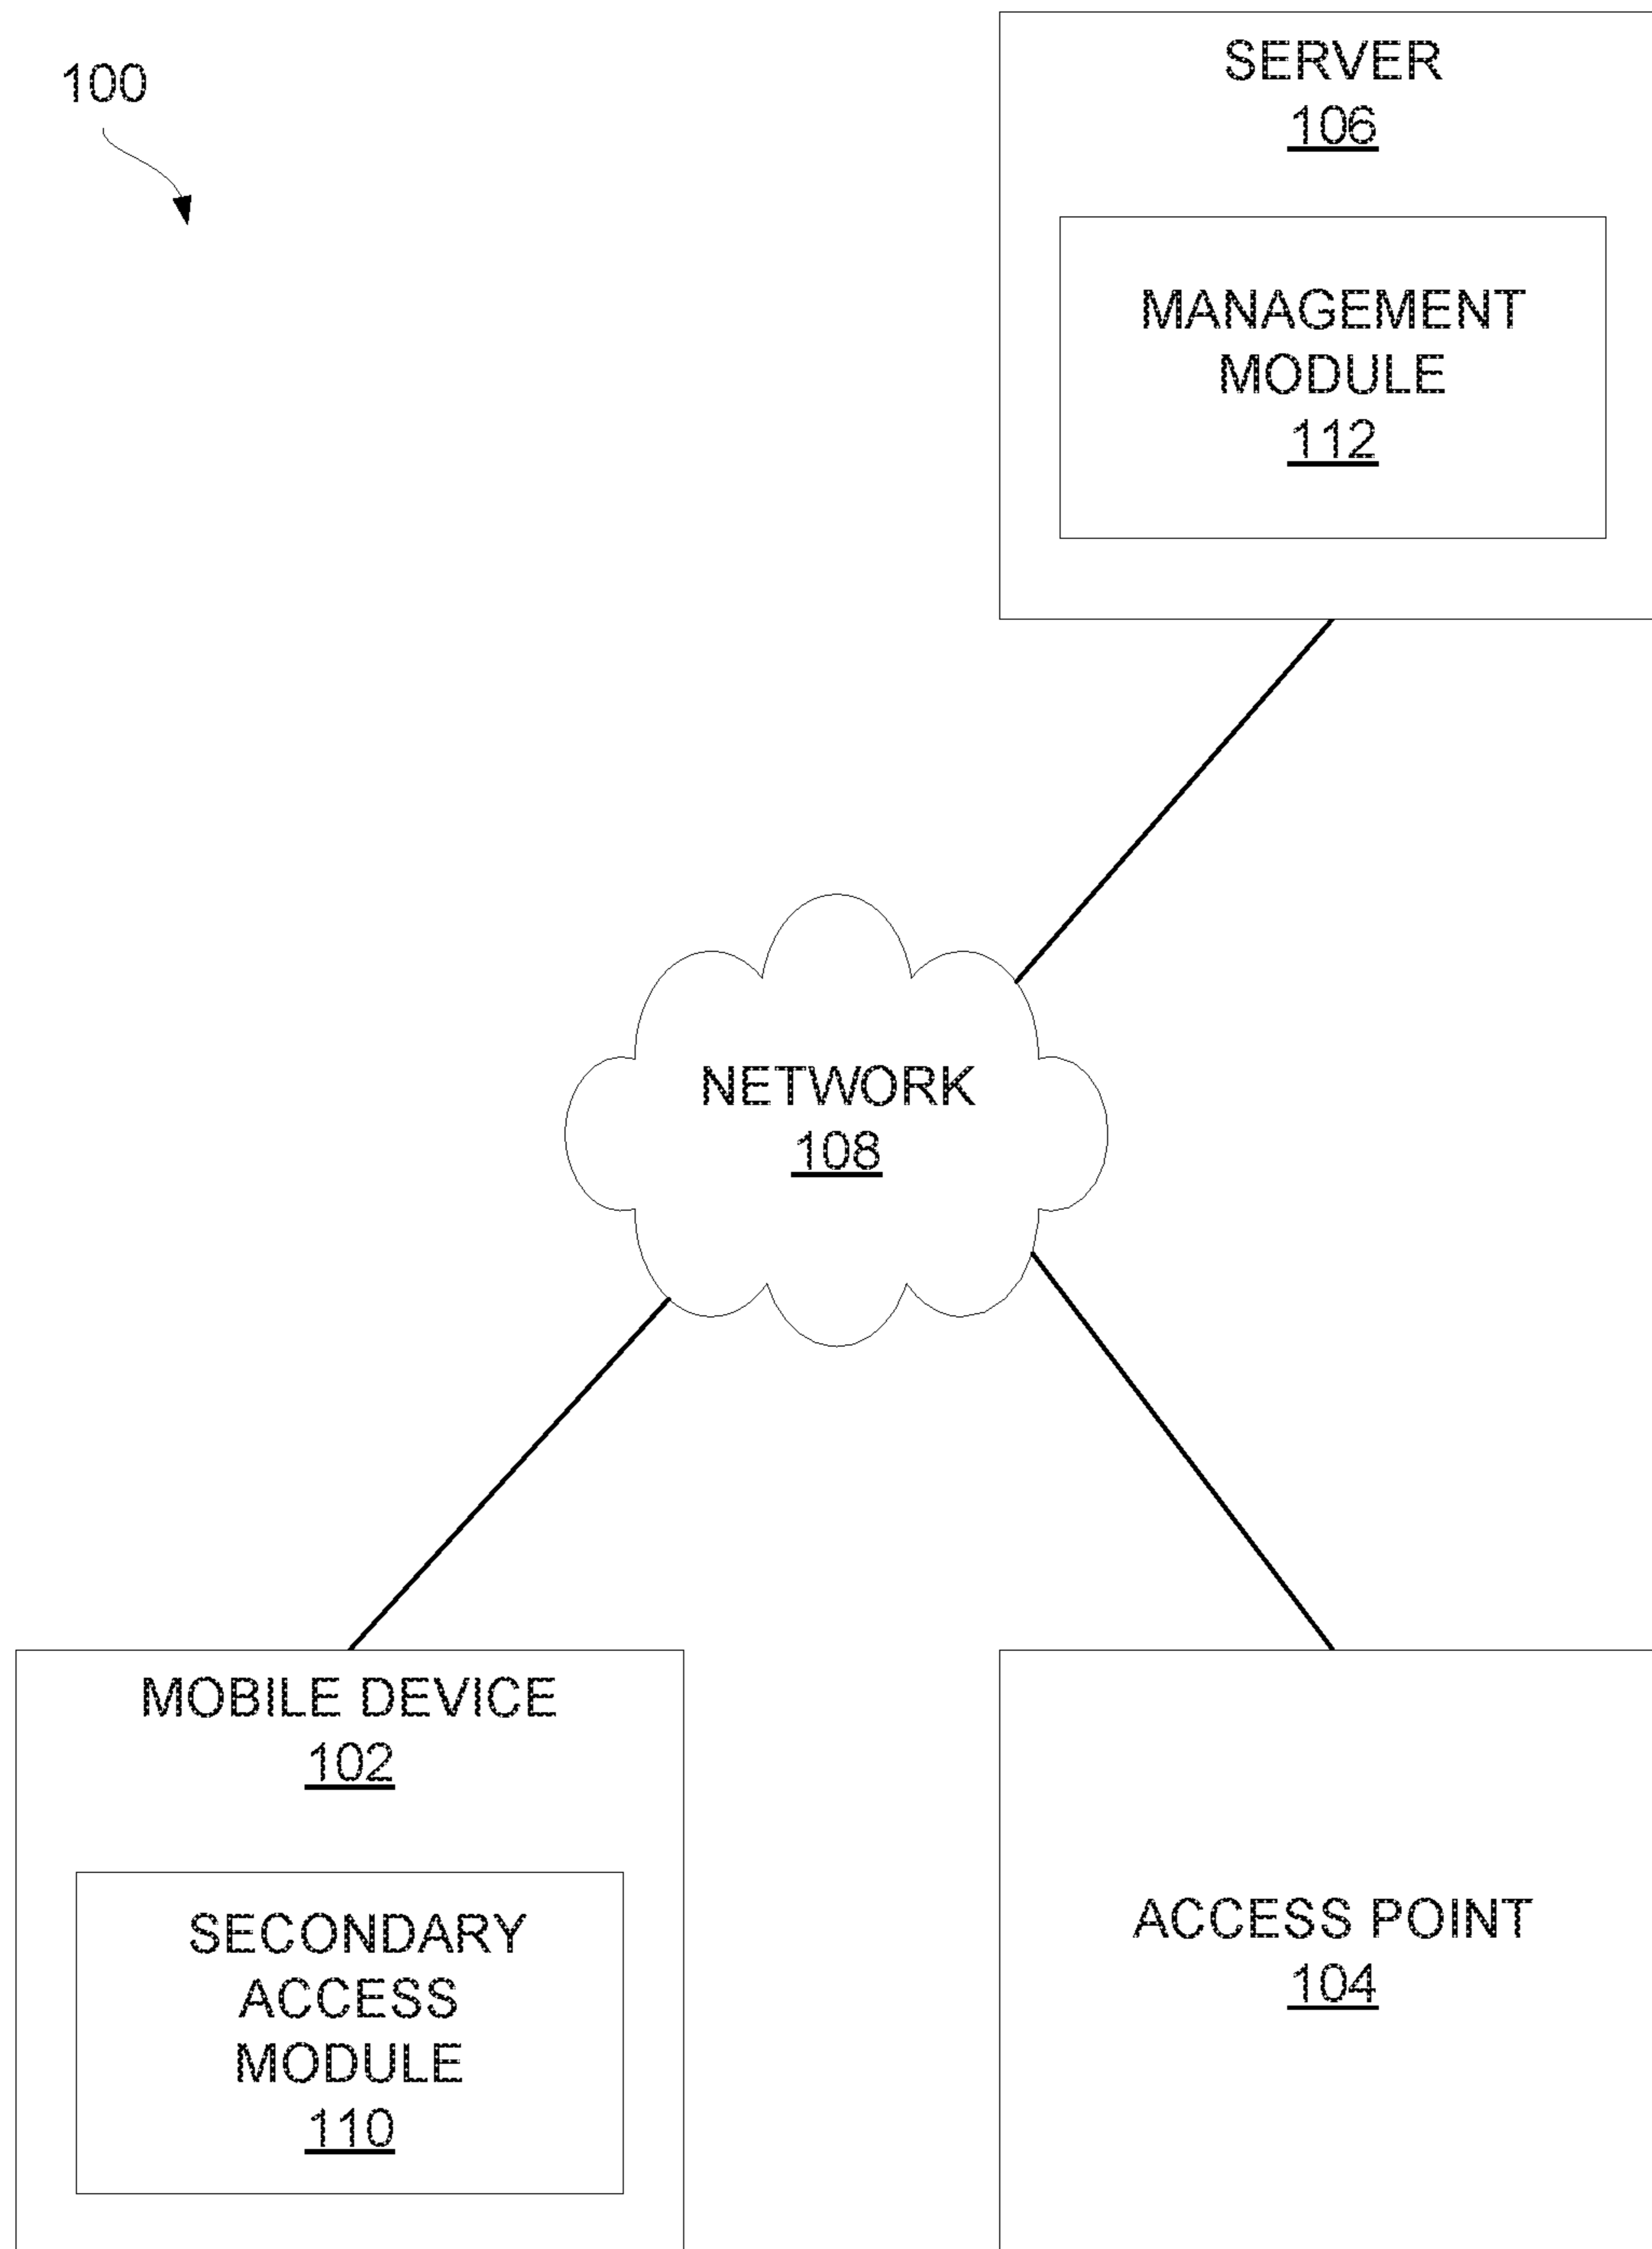 100
SERVER
106
MANAGEMENT
MODULE
112
NETWORK
108
MOBILE DEVICE
102
SECONDARY
ACCESS
MODULE
110
ACCESS POINT
104